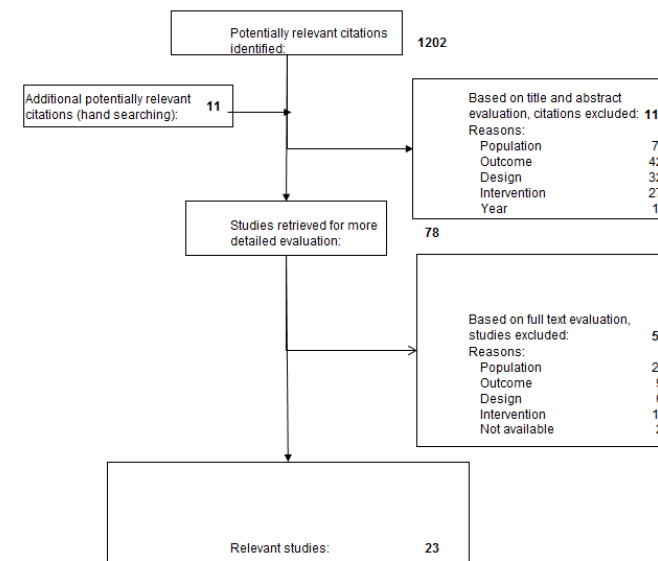 Potentially relevant citations
identified:
1202
Additional potentially relevant
citations (hand searching):
11
Based on title and abstract
evaluation, citations excluded:
Reasons:
Population
Outcome
Design
Intervention
Year
Studies retrieved for more
detailed evaluation:
78
Based on full text evaluation,
studies excluded:
Reasons:
Population
Outcome
Design
Intervention
Not available
Relevant studies:
23